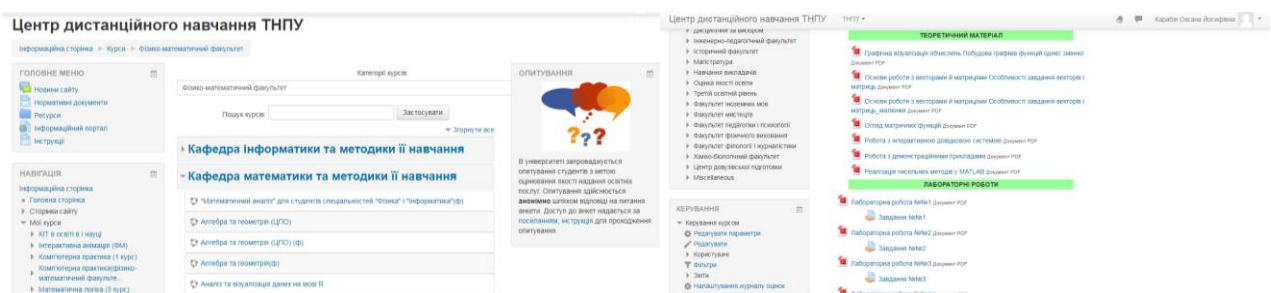 Центр дистанційного навчання ТНПУ
Інформаційна сторінка ► Курси ► Фізико-математичний факультет
ГОЛОВНЕ МЕНЮ
Новини сайту
Нормативні документи
Ресурси
Інформаційний портал
Інструкції
НАВІГАЦІЯ
Інформаційна сторінка
Головна сторінка
Сторінки сайту
Мої курси
КІТ в освіті в і науці
Інтерактивна анімація (ФМ)
Комп'ютерна практика (1 курс)
Комп'ютерна практика(фізико-
математичний факульте...
Математична логіка (3 курс)
Категорії курсів:
Фізико-математичний факультет
Пошук курсів:
Застосувати
Згорнути все
Кафедра інформатики та методики її навчання
Кафедра математики та методики її навчання
"Математичний аналіз" для студентів спеціальностей "Фізика" і "Інформатика"(ф)
Алгебра та геометрія (ЦПО)
Алгебра та геометрія (ЦПО) (ф)
Алгебра та геометрія(ф)
Аналіз та візуалізація даних на мові R
ОПИТУВАННЯ
???
В університеті запроваджується
опитування студентів з метою
оцінювання якості надання освітніх
послуг. Опитування здійснюється
анонімно шляхом відповіді на питання
анкети. Доступ до анкет надається за
посиланням, інструкція для проходження
опитування.
Центр дистанційного навчання ТНПУ
ТНПУ
Карабін Оксана Йосифівна
Дисципліни за вибором
Інженерно-педагогічний факультет
Історичний факультет
Магістратура
Навчання викладачів
Оцінка якості освіти
Третій освітній рівень
Факультет іноземних мов
Факультет мистецтв
Факультет педагогіки і психології
Факультет фізичного виховання
Факультет філології і журналістики
Хіміко-біологічний факультет
Центр довузівської підготовки
Miscellaneous
КЕРУВАННЯ
Керування курсом
Редагувати параметри
Редагувати
Користувачі
Фільтри
Звіти
Налаштування журналу оцінок
ТЕОРЕТИЧНИЙ МАТЕРІАЛ
Графічна візуалізація обчислень Побудова графіків функцій однієї змінної
Документ PDF
Основи роботи з векторами й матрицями Особливості завдання векторів і
матриць Документ PDF
Основи роботи з векторами й матрицями Особливості завдання векторів і
матриць_малюнки Документ PDF
Огляд матричних функцій Документ PDF
Робота з інтерактивною довідковою системою Документ PDF
Робота з демонстраційними прикладами Документ PDF
Реалізація чисельних методів у MATLAB Документ PDF
ЛАБОРАТОРНІ РОБОТИ
Лабораторна робота №№1 Документ PDF
Завдання №№1
Лабораторна робота №№2 Документ PDF
Завдання №№2
Лабораторна робота №№3 Документ PDF
Завдання №№3